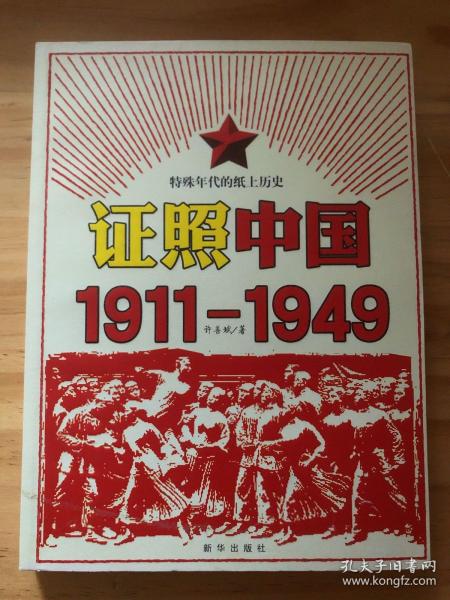 特殊年代的纸上历史
证照中国
1911-1949
许善斌/著
新华出版社
孔夫子旧书网
www.kongfz.com